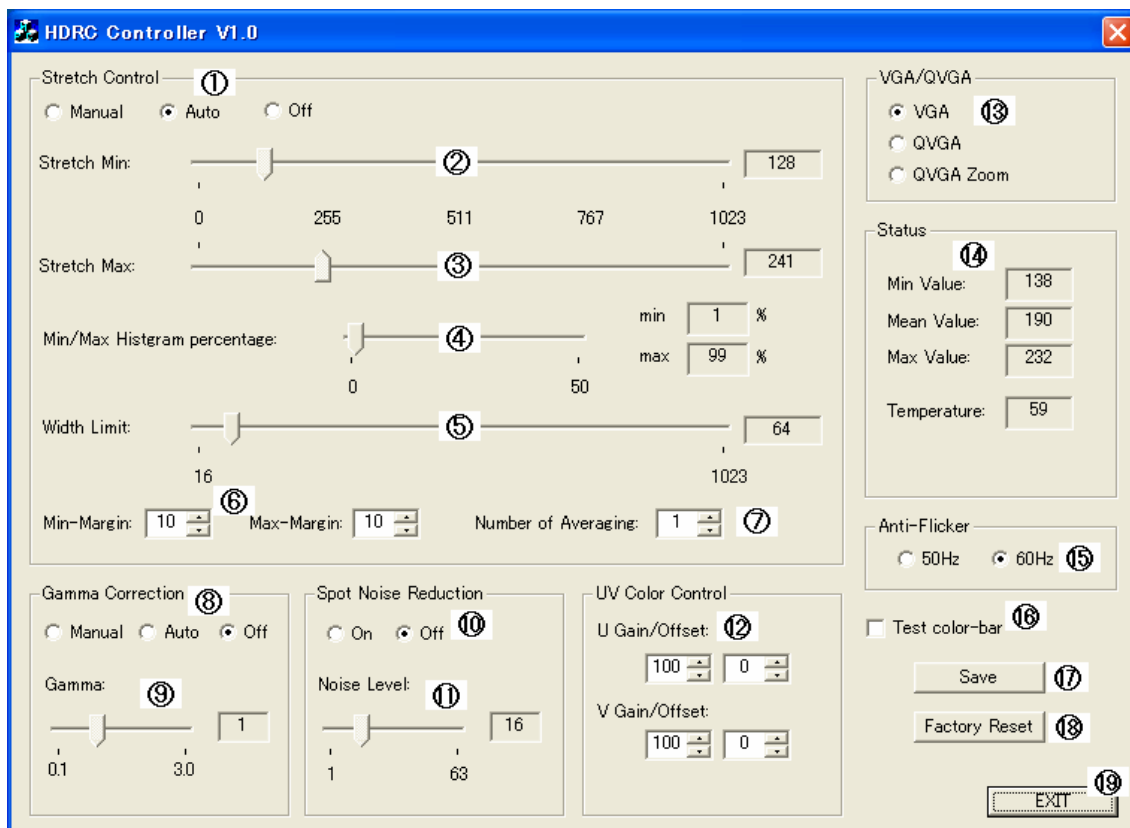 HDRC Controller V1.0
Stretch Control ①
Manual Auto Off
Stretch Min: ② 128
0 255 511 767 1023
Stretch Max: ③ 241
Min/Max Histgram percentage: ④
min 1 %
max 99 %
0 50
Width Limit: ⑤ 64
16 1023
Min-Margin: 10 ⑥ Max-Margin: 10 Number of Averaging: 1 ⑦
Gamma Correction ⑧
Manual Auto Off
Gamma: ⑨ 1
0.1 3.0
Spot Noise Reduction
On Off ⑩
Noise Level: ⑪ 16
1 63
UV Color Control
U Gain/Offset: ⑫
100 0
V Gain/Offset:
100 0
VGA/QVGA
VGA ⑬
QVGA
QVGA Zoom
Status
⑭
Min Value: 138
Mean Value: 190
Max Value: 232
Temperature: 59
Anti-Flicker
50Hz 60Hz ⑮
Test color-bar ⑯
Save ⑰
Factory Reset ⑱
EXIT ⑲